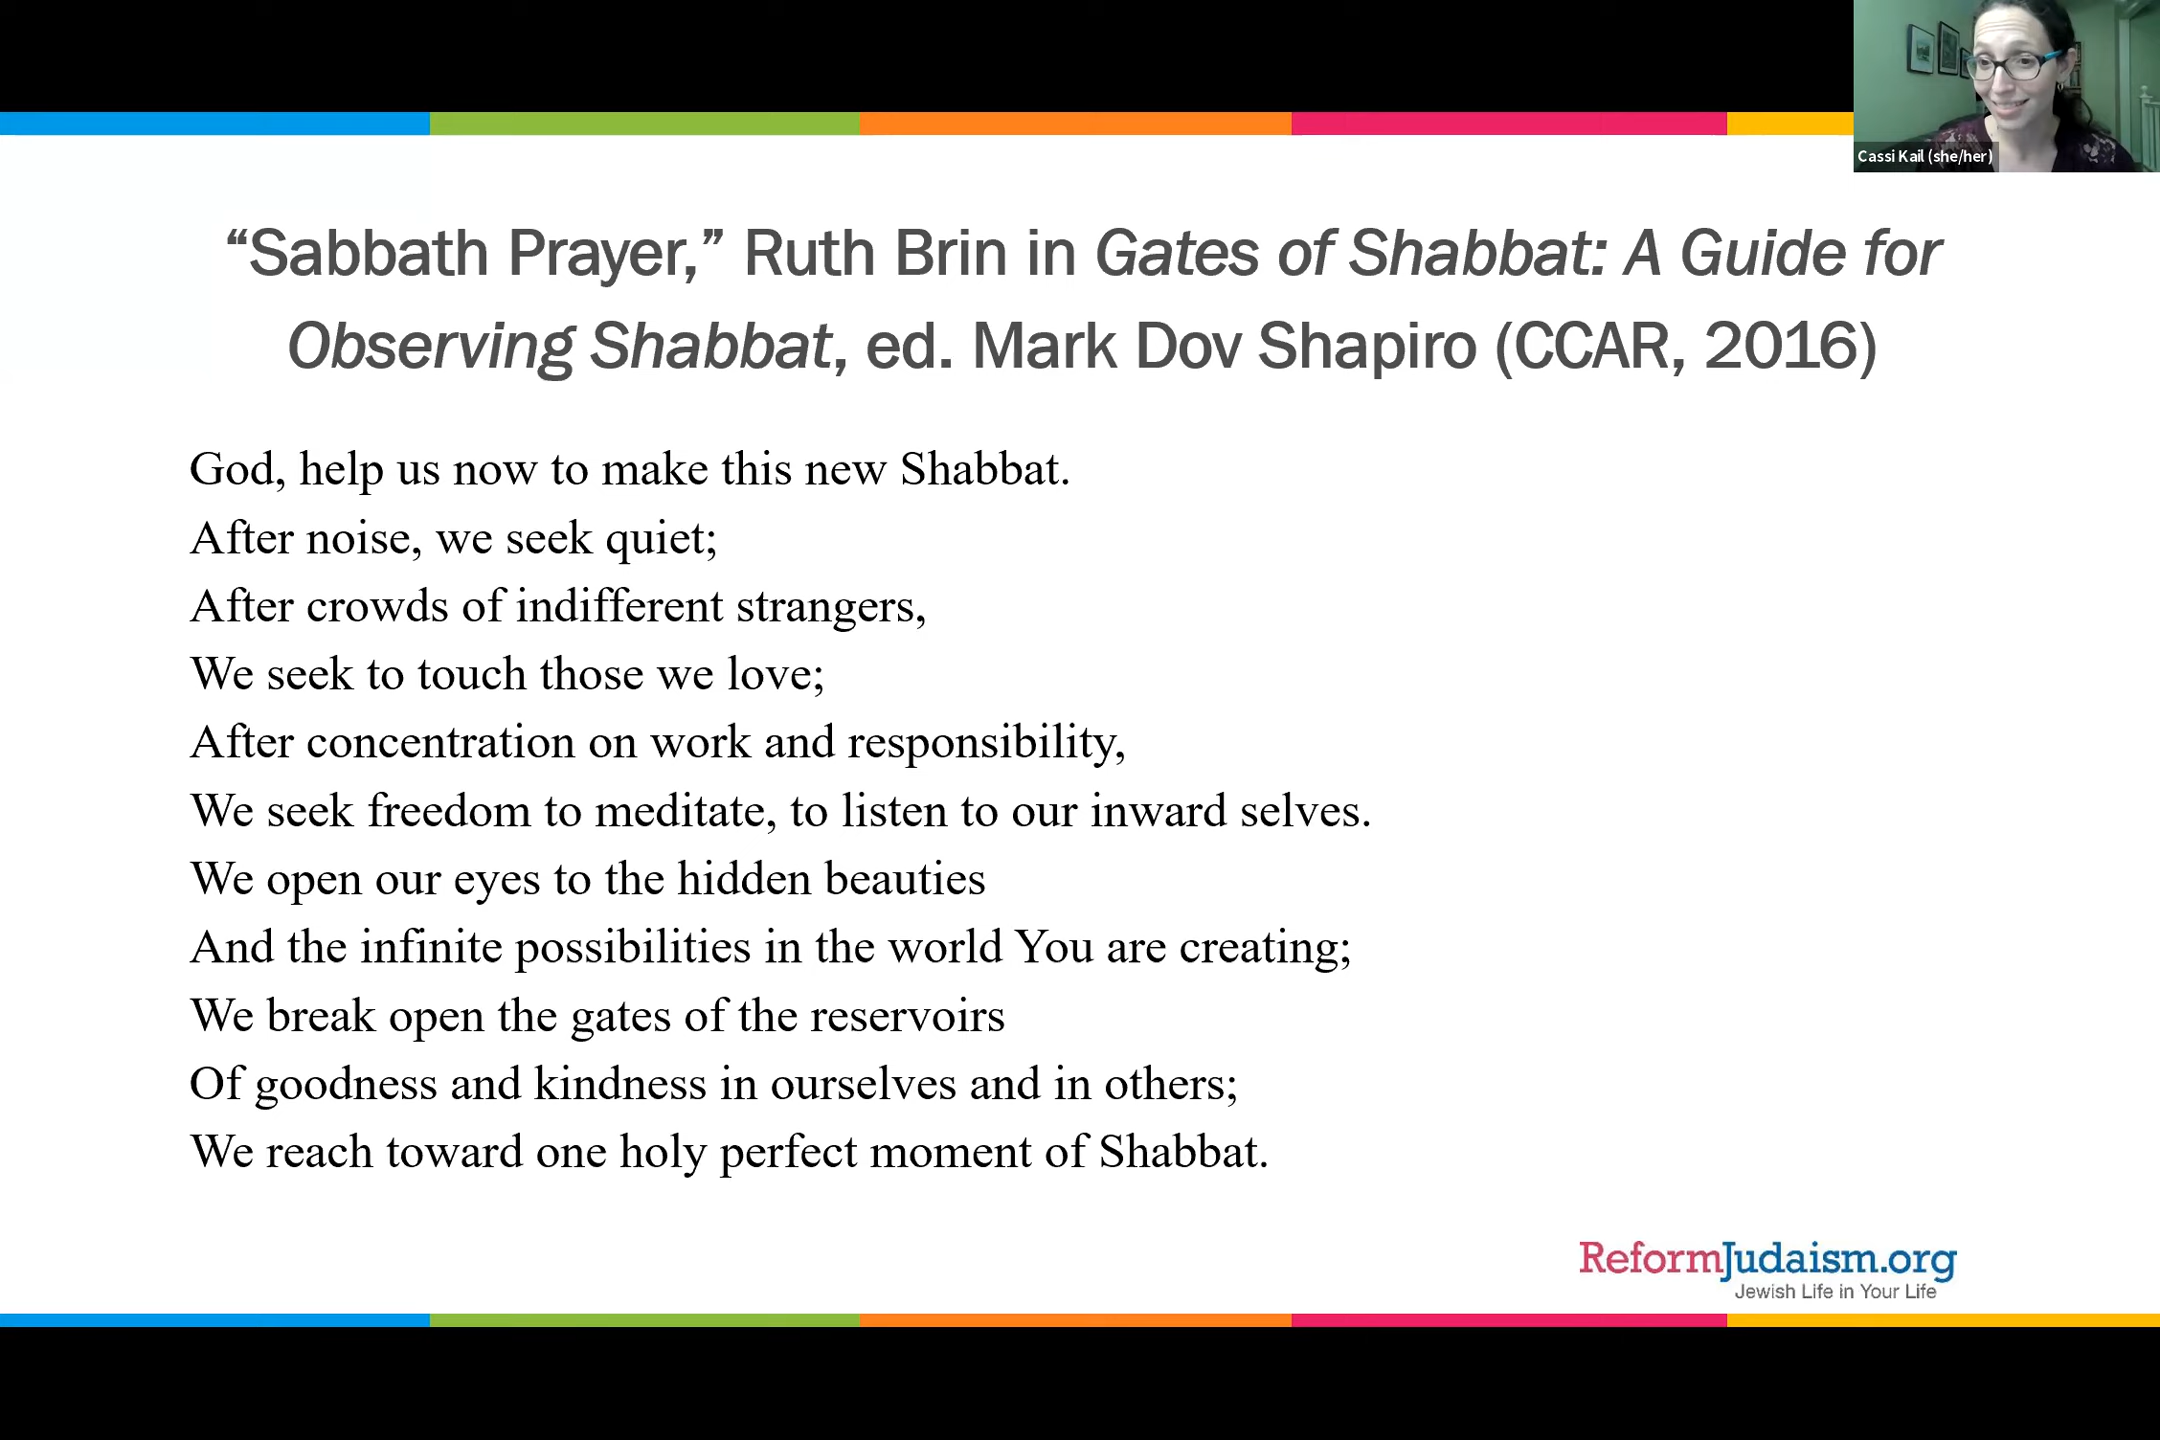 Cassi Kail (she/her)
“Sabbath Prayer,” Ruth Brin in Gates of Shabbat: A Guide for
Observing Shabbat, ed. Mark Dov Shapiro (CCAR, 2016)
God, help us now to make this new Shabbat.
After noise, we seek quiet;
After crowds of indifferent strangers,
We seek to touch those we love;
After concentration on work and responsibility,
We seek freedom to meditate, to listen to our inward selves.
We open our eyes to the hidden beauties
And the infinite possibilities in the world You are creating;
We break open the gates of the reservoirs
Of goodness and kindness in ourselves and in others;
We reach toward one holy perfect moment of Shabbat.
ReformJudaism.org
Jewish Life in Your Life